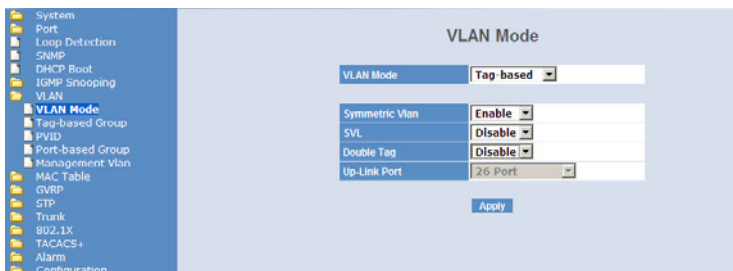 System
Port
Loop Detection
SNMP
DHCP Boot
IGMP Snooping
VLAN
VLAN Mode
Tag-based Group
PVID
Port-based Group
Management Vlan
MAC Table
GVRP
STP
Trunk
802.1X
TACACS+
Alarm
Configuration
VLAN Mode
VLAN Mode Tag-based
Symmetric Vlan Enable
SVL Disable
Double Tag Disable
Up-Link Port 26 Port
Apply